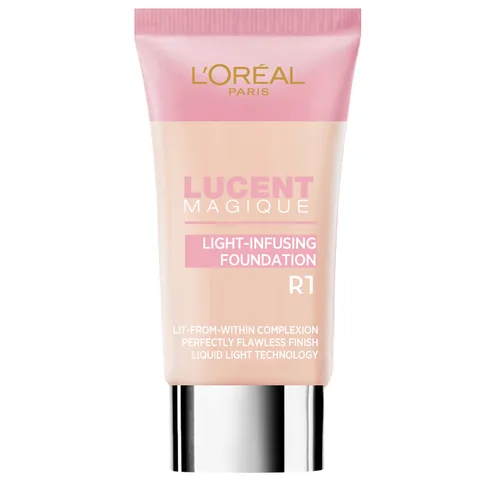 L'ORÉAL
PARIS
LUCENT
MAGIQUE
LIGHT-INFUSING
FOUNDATION
R1
LIT-FROM-WITHIN COMPLEXION
PERFECTLY FLAWLESS FINISH
LIQUID LIGHT TECHNOLOGY